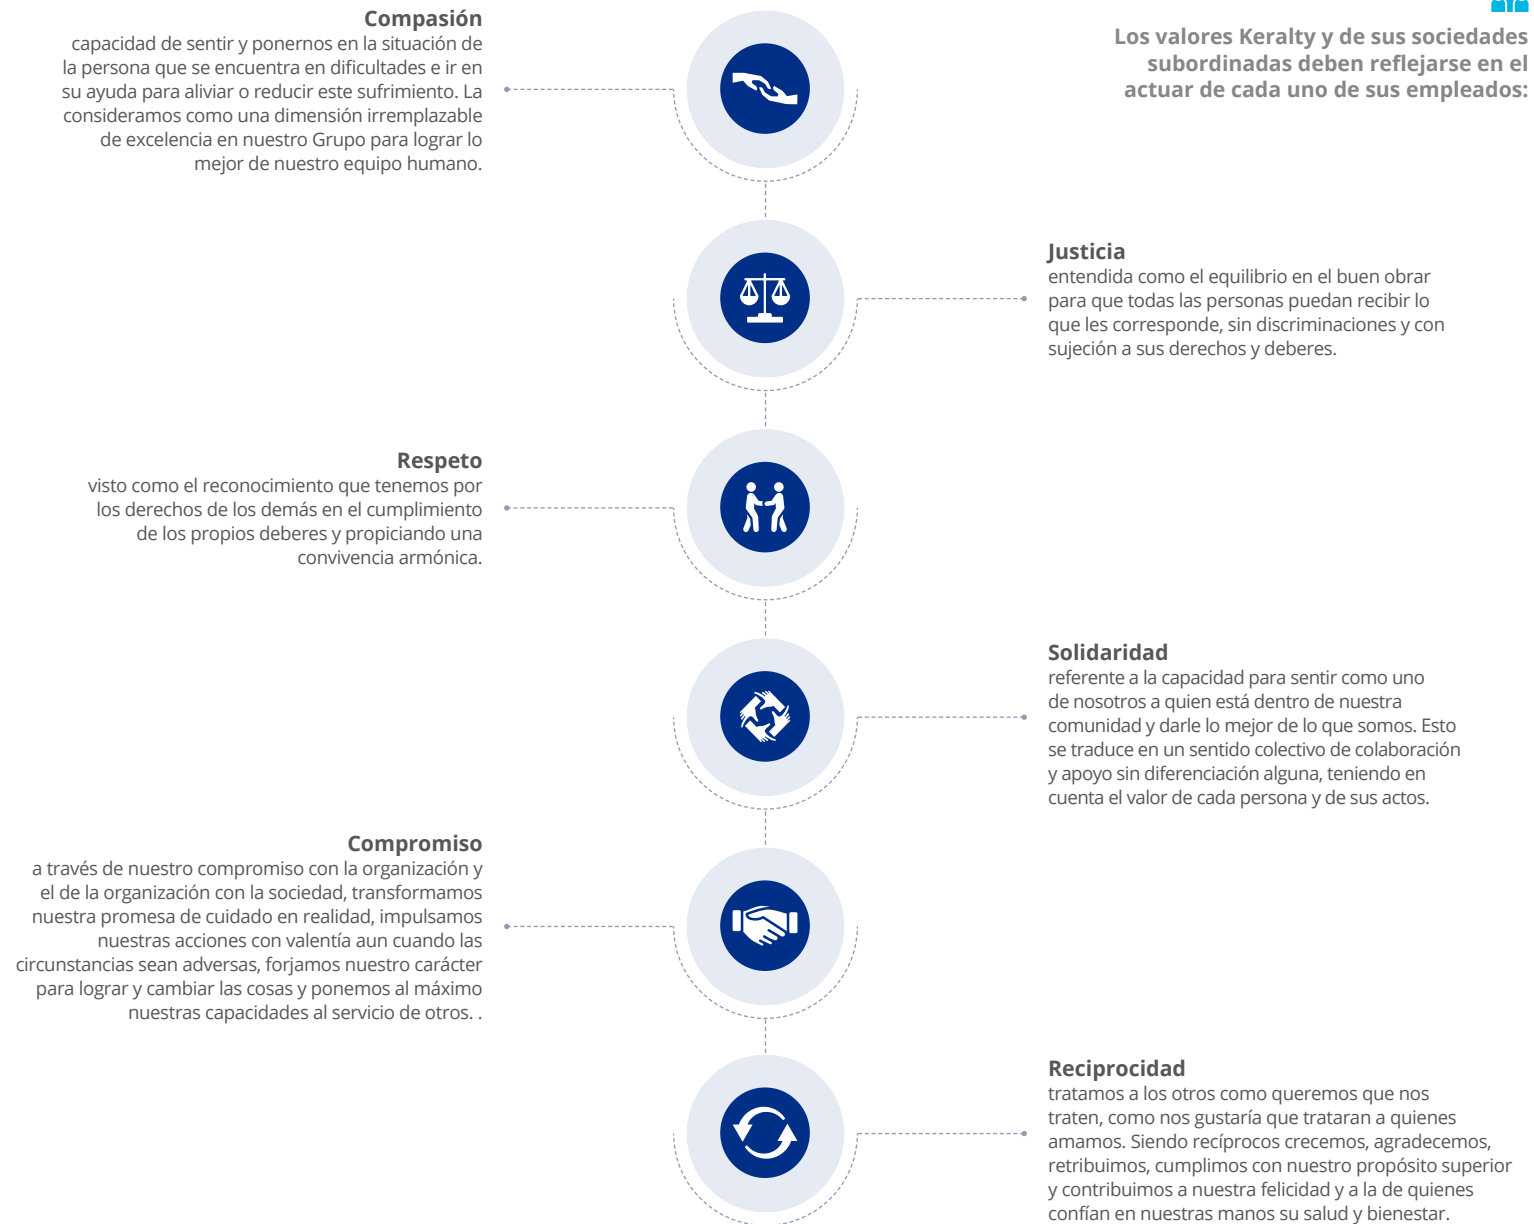 Los valores Keralty y de sus sociedades
subordinadas deben reflejarse en el
actuar de cada uno de sus empleados:
Compasión
capacidad de sentir y ponernos en la situación de
la persona que se encuentra en dificultades e ir en
su ayuda para aliviar o reducir este sufrimiento. La
consideramos como una dimensión irremplazable
de excelencia en nuestro Grupo para lograr lo
mejor de nuestro equipo humano.
Justicia
entendida como el equilibrio en el buen obrar
para que todas las personas puedan recibir lo
que les corresponde, sin discriminaciones y con
sujeción a sus derechos y deberes.
Respeto
visto como el reconocimiento que tenemos por
los derechos de los demás en el cumplimiento
de los propios deberes y propiciando una
convivencia armónica.
Solidaridad
referente a la capacidad para sentir como uno
de nosotros a quien está dentro de nuestra
comunidad y darle lo mejor de lo que somos. Esto
se traduce en un sentido colectivo de colaboración
y apoyo sin diferenciación alguna, teniendo en
cuenta el valor de cada persona y de sus actos.
Compromiso
a través de nuestro compromiso con la organización y
el de la organización con la sociedad, transformamos
nuestra promesa de cuidado en realidad, impulsamos
nuestras acciones con valentía aun cuando las
circunstancias sean adversas, forjamos nuestro carácter
para lograr y cambiar las cosas y ponemos al máximo
nuestras capacidades al servicio de otros. .
Reciprocidad
tratamos a los otros como queremos que nos
traten, como nos gustaría que trataran a quienes
amamos. Siendo recíprocos crecemos, agradecemos,
retribuimos, cumplimos con nuestro propósito superior
y contribuimos a nuestra felicidad y a la de quienes
confían en nuestras manos su salud y bienestar.